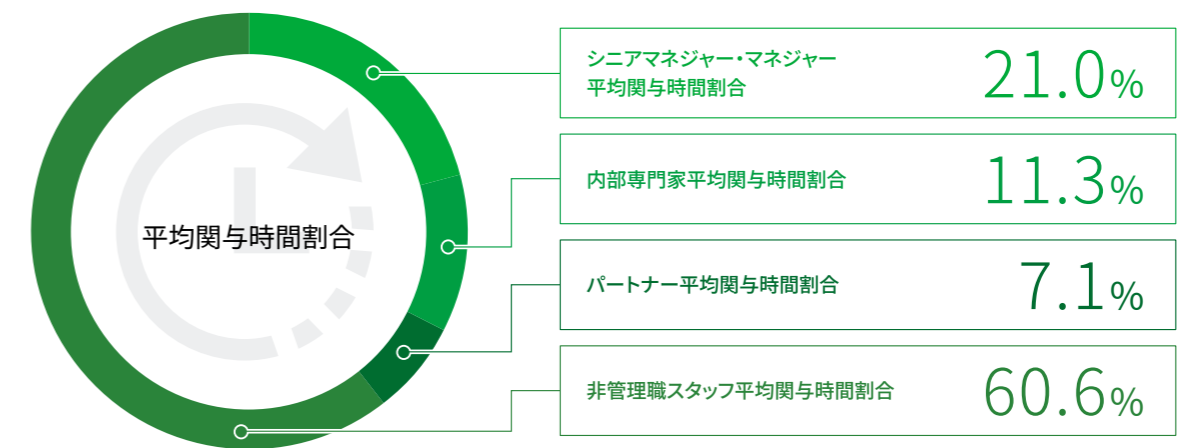 平均関与時間割合
シニアマネジャー・マネジャー
平均関与時間割合
21.0%
内部専門家平均関与時間割合
11.3%
パートナー平均関与時間割合
7.1%
非管理職スタッフ平均関与時間割合
60.6%